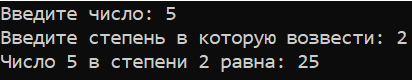 Введите число: 5
Введите степень в которую возвести: 2
Число 5 в степени 2 равна: 25